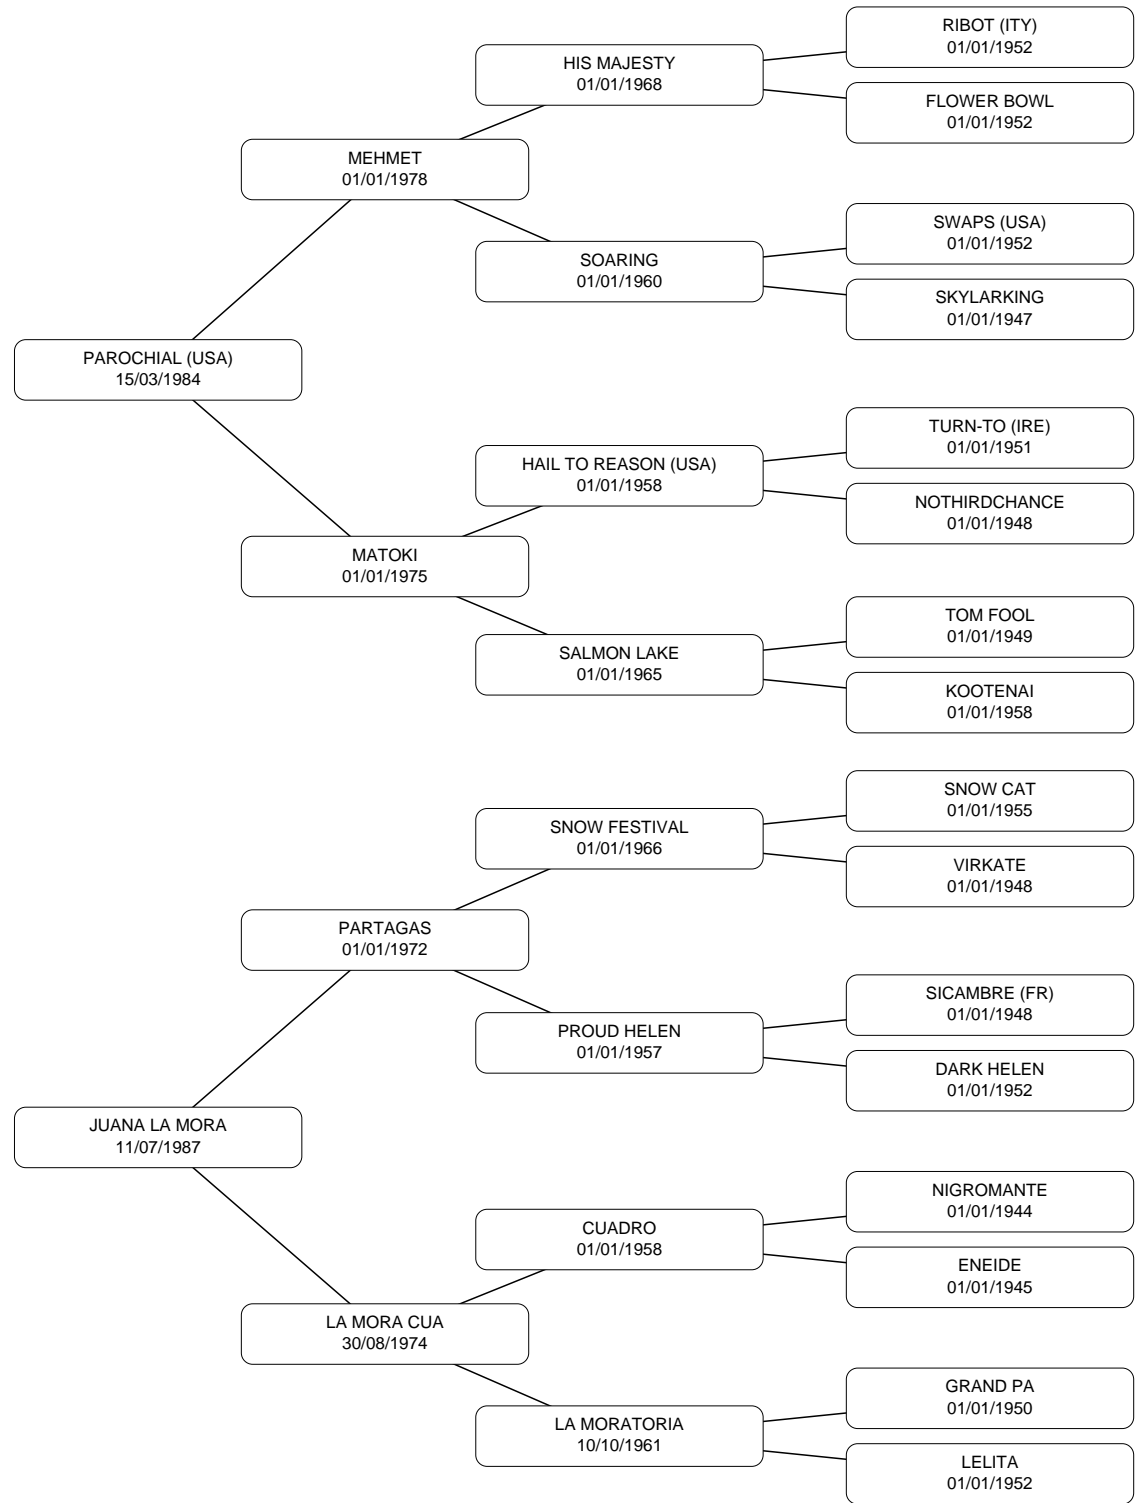 RIBOT (ITY)
01/01/1952
HIS MAJESTY
01/01/1968
FLOWER BOWL
01/01/1952
MEHMET
01/01/1978
SWAPS (USA)
01/01/1952
SOARING
01/01/1960
SKYLARKING
01/01/1947
PAROCHIAL (USA)
15/03/1984
TURN-TO (IRE)
01/01/1951
HAIL TO REASON (USA)
01/01/1958
NOTHIRDCHANCE
01/01/1948
MATOKI
01/01/1975
TOM FOOL
01/01/1949
SALMON LAKE
01/01/1965
KOOTENAI
01/01/1958
SNOW CAT
01/01/1955
SNOW FESTIVAL
01/01/1966
VIRKATE
01/01/1948
PARTAGAS
01/01/1972
SICAMBRE (FR)
01/01/1948
PROUD HELEN
01/01/1957
DARK HELEN
01/01/1952
JUANA LA MORA
11/07/1987
NIGROMANTE
01/01/1944
CUADRO
01/01/1958
ENEIDE
01/01/1945
LA MORA CUA
30/08/1974
GRAND PA
01/01/1950
LA MORATORIA
10/10/1961
LELITA
01/01/1952